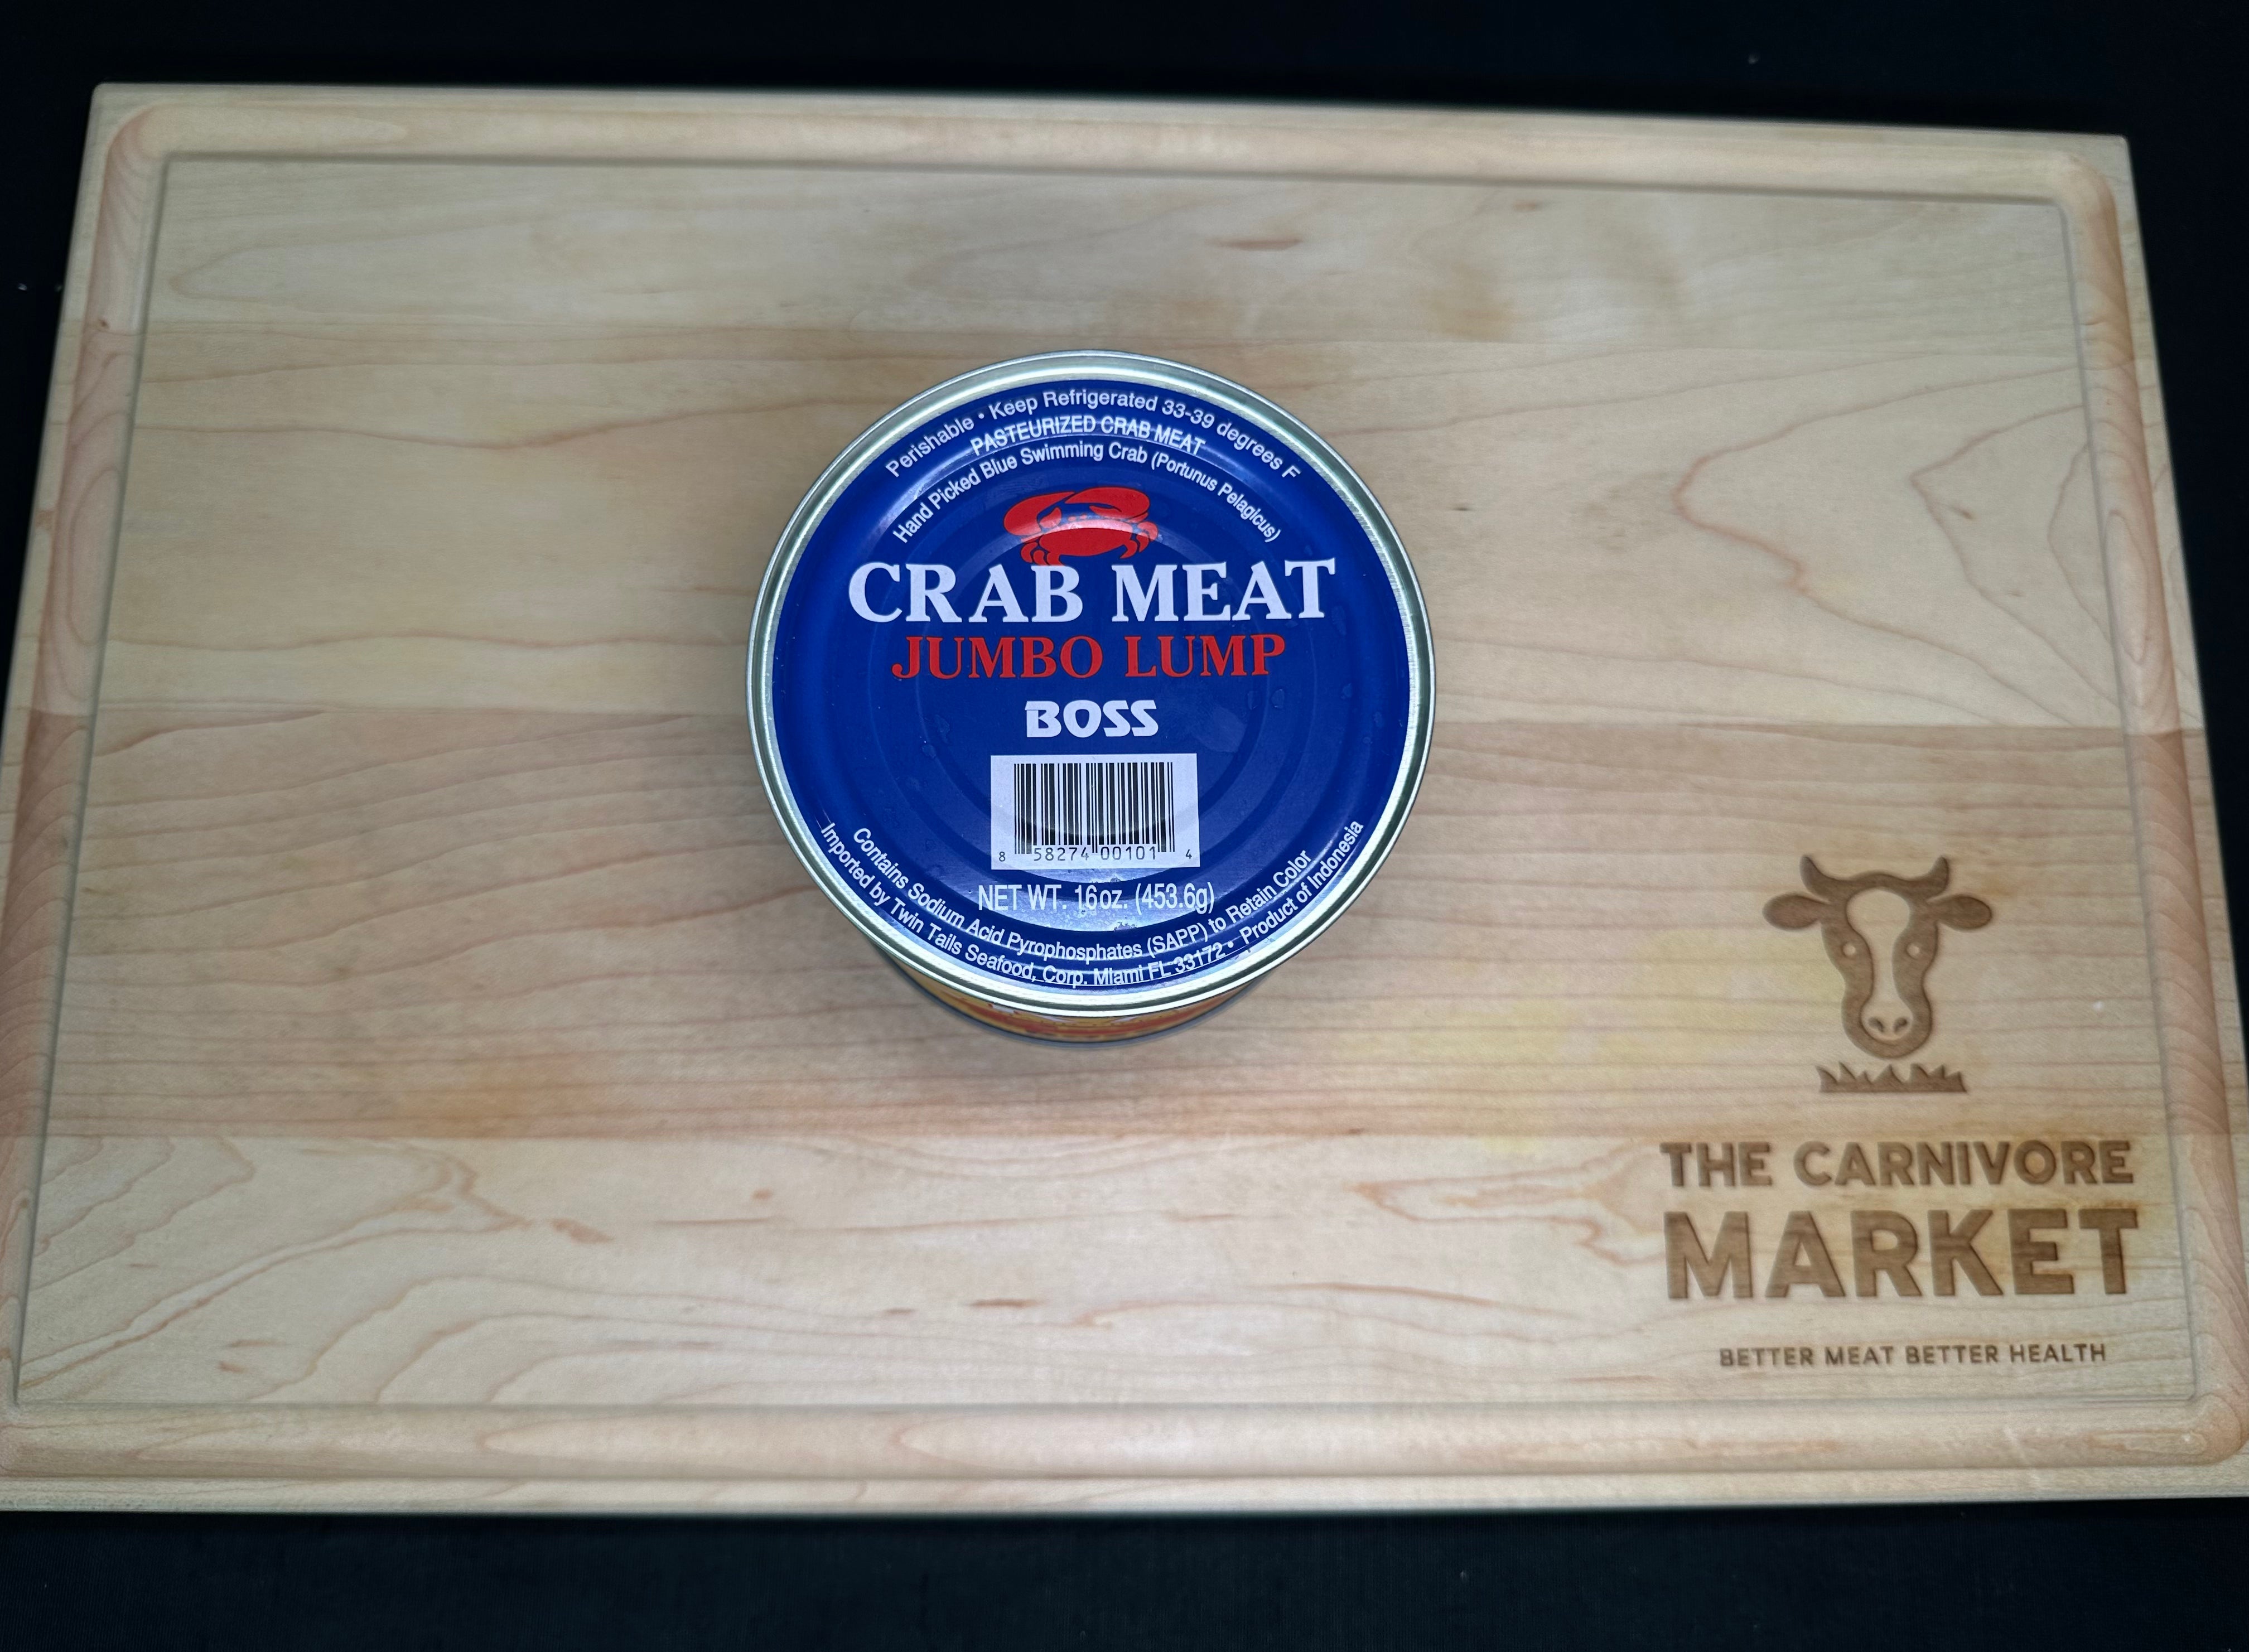 Perishable • Keep Refrigerated 33-39 degrees F
PASTEURIZED CRAB MEAT
Hand Picked Blue Swimming Crab (Portunus Pelagicus)
CRAB MEAT
JUMBO LUMP
BOSS
8 58274 00101 4
NET WT. 16oz. (453.6g)
Contains Sodium Acid Pyrophosphates (SAPP) to Retain Color
Imported by Twin Tails Seafood, Corp. Miami FL 33172 • Product of Indonesia
THE CARNIVORE
MARKET
BETTER MEAT BETTER HEALTH